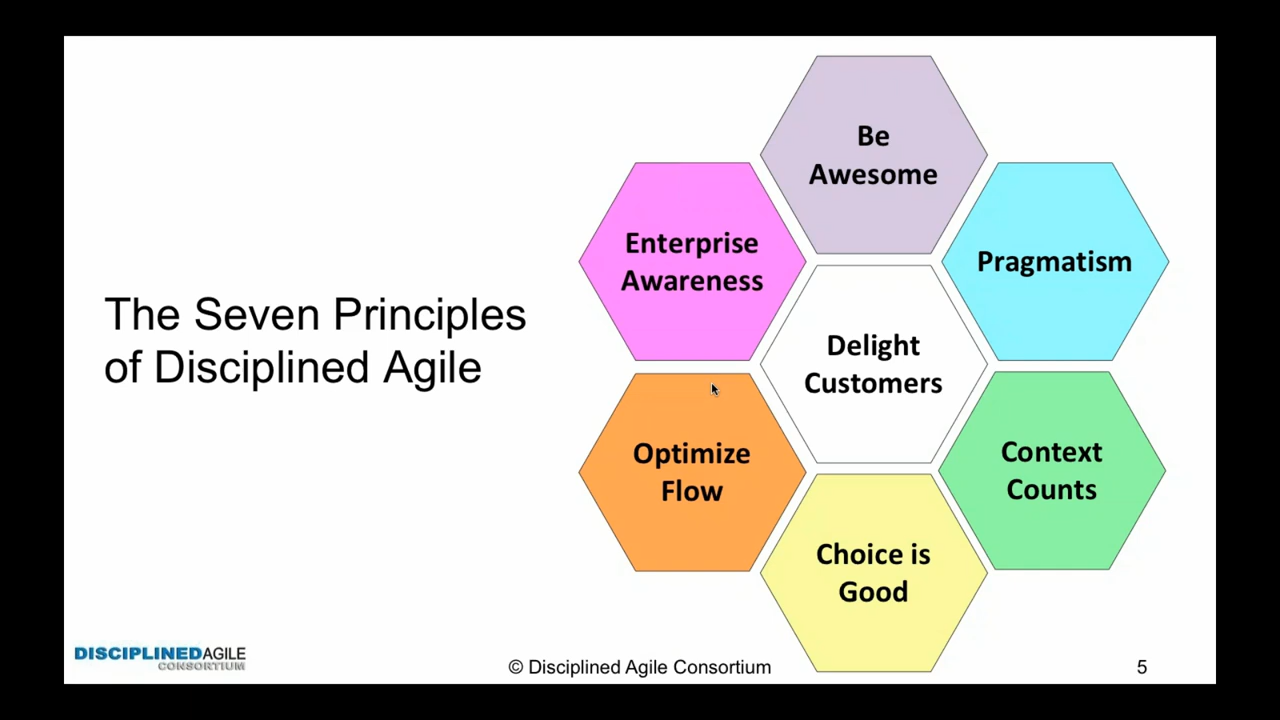 The Seven Principles
of Disciplined Agile
Be
Awesome
Enterprise
Awareness
Pragmatism
Delight
Customers
Optimize
Flow
Context
Counts
Choice is
Good
DISCIPLINEDAGILE
CONSORTIUM
© Disciplined Agile Consortium
5